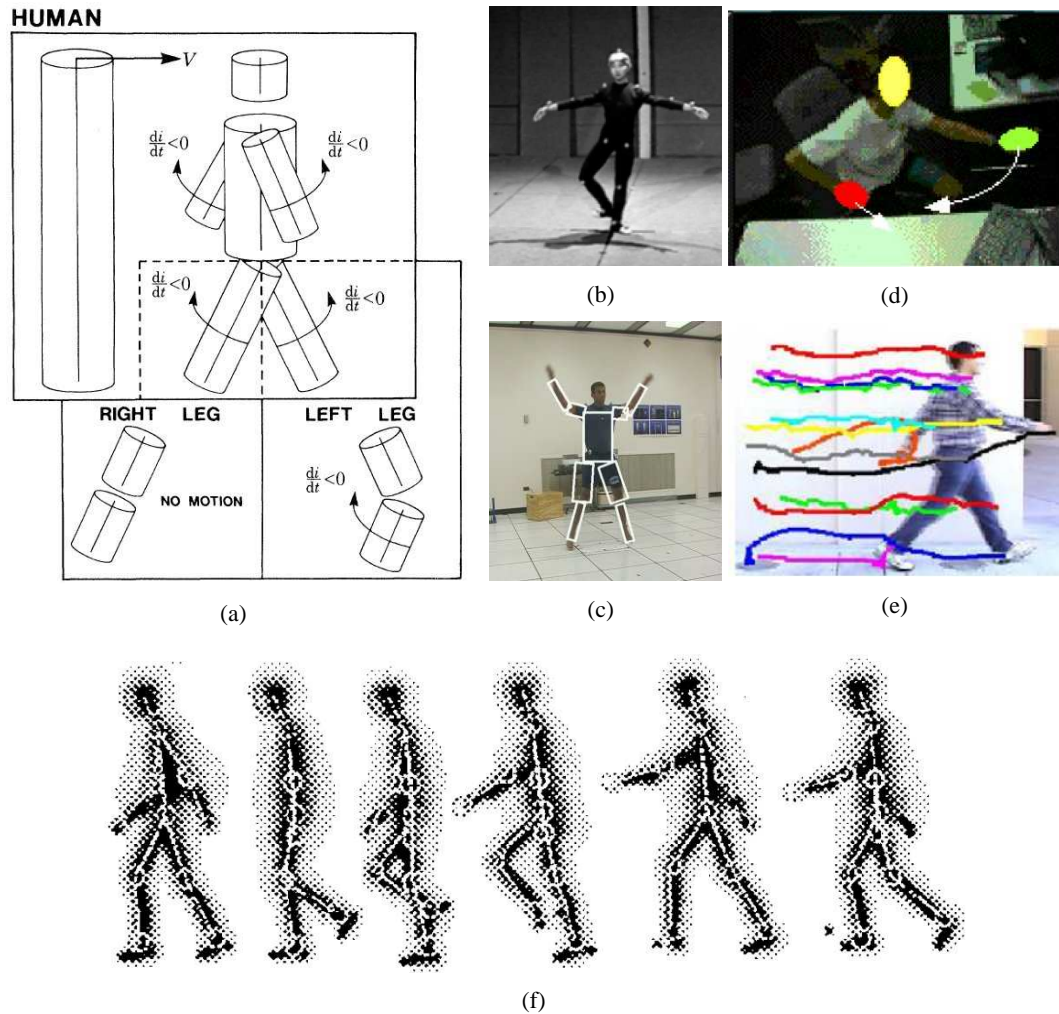 HUMAN
V
di/dt<0
di/dt<0
di/dt<0
di/dt<0
RIGHT LEG
LEFT LEG
NO MOTION
di/dt<0
(a)
(b)
(d)
(c)
(e)
(f)